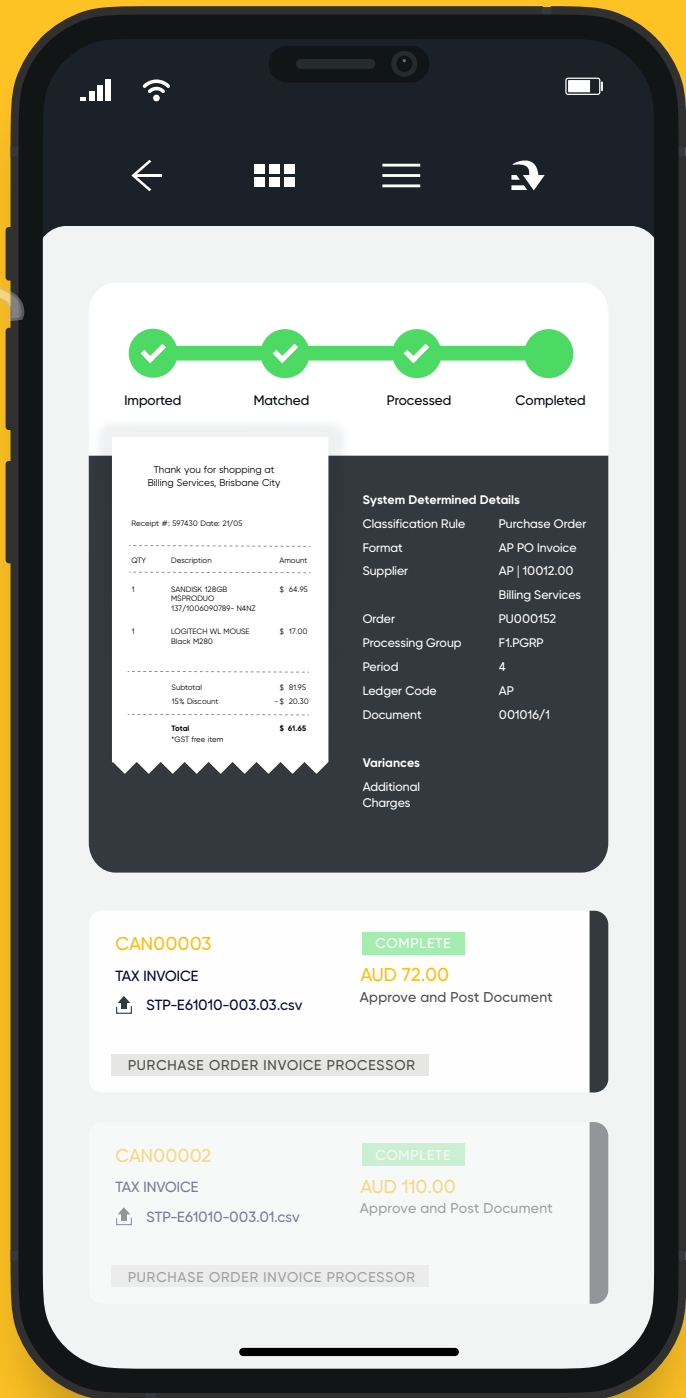 Imported Matched Processed Completed
Thank you for shopping at
Billing Services, Brisbane City
Receipt #: 597430 Date: 21/05
QTY Description Amount
1 SANDISK 128GB $ 64.95
MSPRODUO
137/1006090789- N4NZ
1 LOGITECH WL MOUSE $ 17.00
Black M280
Subtotal $ 81.95
15% Discount -$ 20.30
Total $ 61.65
*GST free item
System Determined Details
Classification Rule Purchase Order
Format AP PO Invoice
Supplier AP | 10012.00
Billing Services
Order PU000152
Processing Group F1.PGRP
Period 4
Ledger Code AP
Document 001016/1
Variances
Additional
Charges
CAN00003 COMPLETE
TAX INVOICE AUD 72.00
STP-E61010-003.03.csv Approve and Post Document
PURCHASE ORDER INVOICE PROCESSOR
CAN00002 COMPLETE
TAX INVOICE AUD 110.00
STP-E61010-003.01.csv Approve and Post Document
PURCHASE ORDER INVOICE PROCESSOR